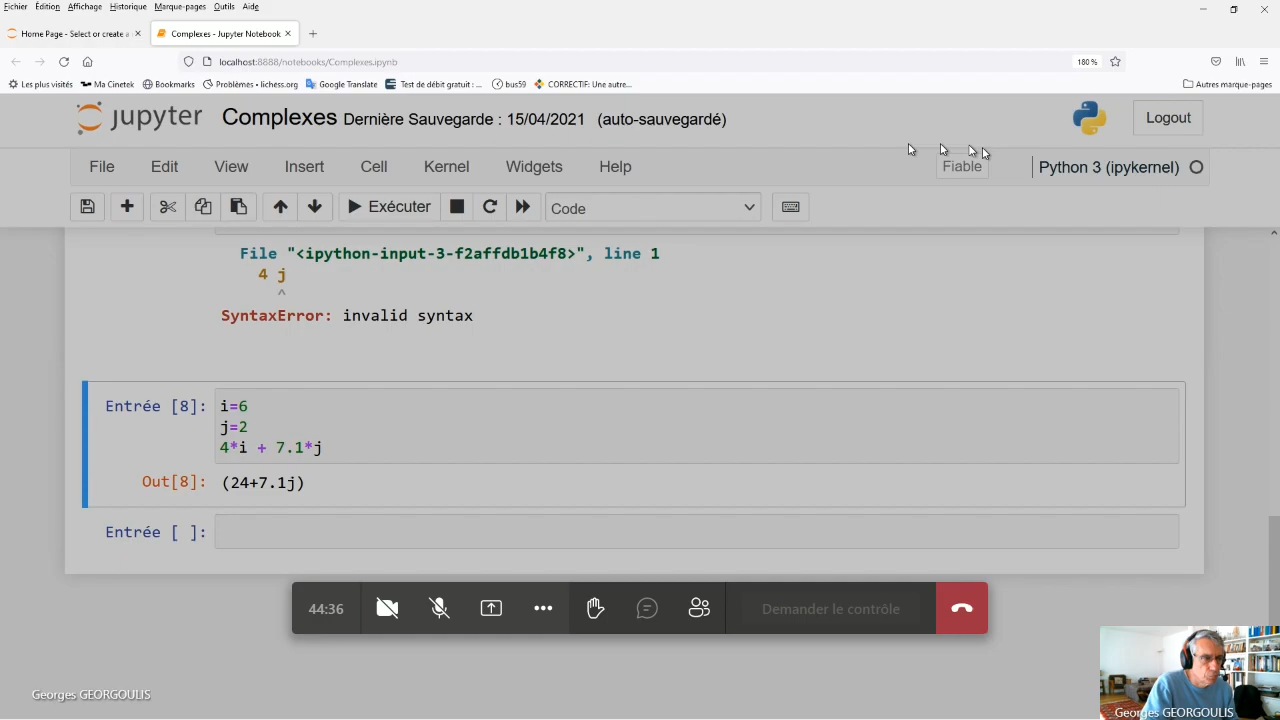 Fichier Édition Affichage Historique Marque-pages Outils Aide
Home Page - Select or create a
Complexes - Jupyter Notebook
localhost:8888/notebooks/Complexes.ipynb
180 %
Les plus visités Ma Cinetek Bookmarks Problèmes • lichess.org Google Translate Test de débit gratuit : ... bus59 CORRECTIF: Une autre... Autres marque-pages
jupyter Complexes Dernière Sauvegarde : 15/04/2021 (auto-sauvegardé) Logout
File Edit View Insert Cell Kernel Widgets Help Fiable Python 3 (ipykernel)
Exécuter Code
File "<ipython-input-3-f2affdb1b4f8>", line 1
4 j
^
SyntaxError: invalid syntax
Entrée [8]: i=6
j=2
4*i + 7.1*j
Out[8]: (24+7.1j)
Entrée [ ]:
44:36 Demander le contrôle
Georges GEORGOULIS
Georges GEORGOULIS